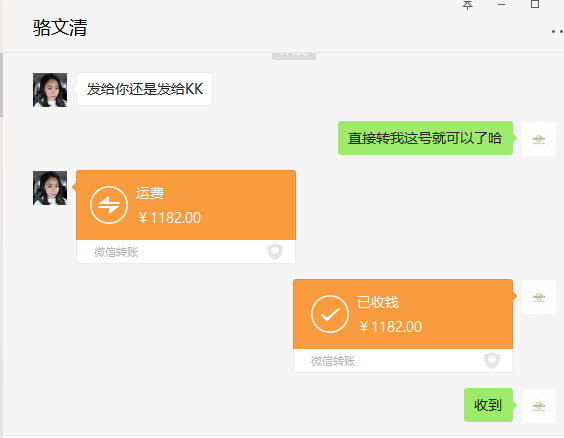 骆文清
发给你还是发给KK
直接转我这号就可以了哈
运费
￥1182.00
微信转账
已收钱
￥1182.00
微信转账
收到